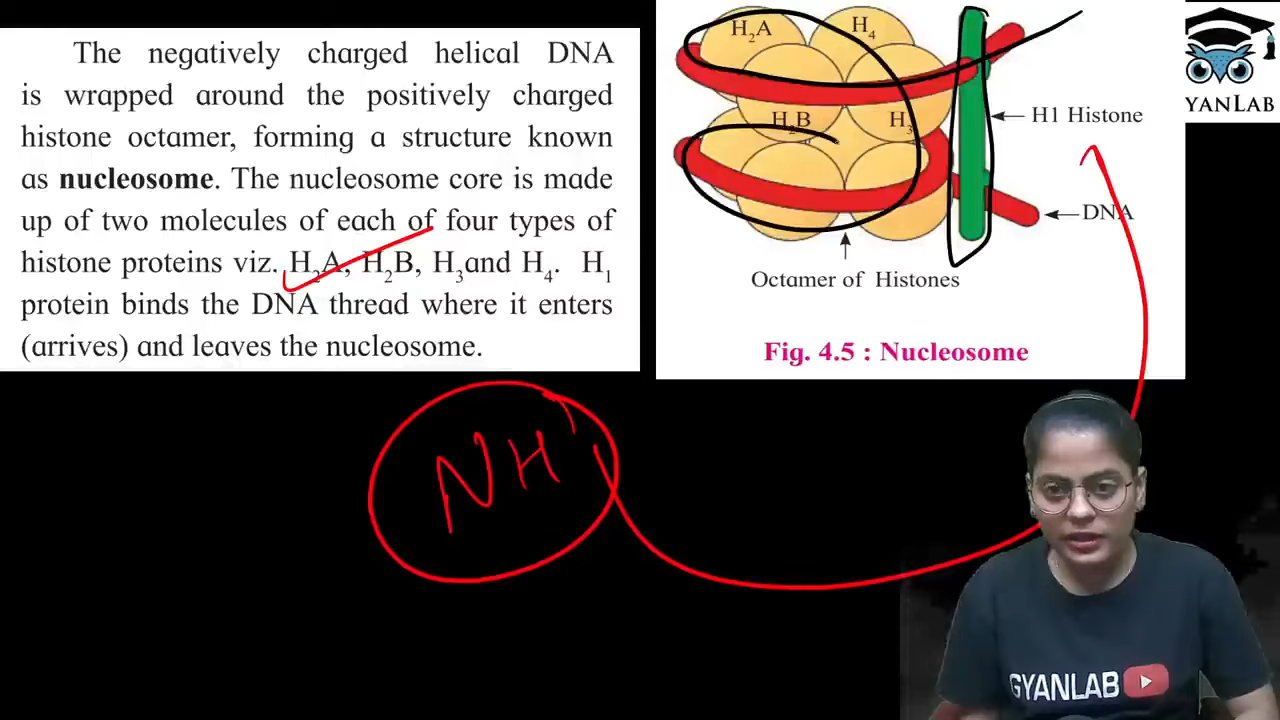 The negatively charged helical DNA
is wrapped around the positively charged
histone octamer, forming a structure known
as nucleosome. The nucleosome core is made
up of two molecules of each of four types of
histone proteins viz. H₂A, H₂B, H₃and H₄. H₁
protein binds the DNA thread where it enters
(arrives) and leaves the nucleosome.
H₂A
H₄
H₂B
H₃
H1 Histone
DNA
Octamer of Histones
Fig. 4.5 : Nucleosome
YANLAB
NH
GYANLAB